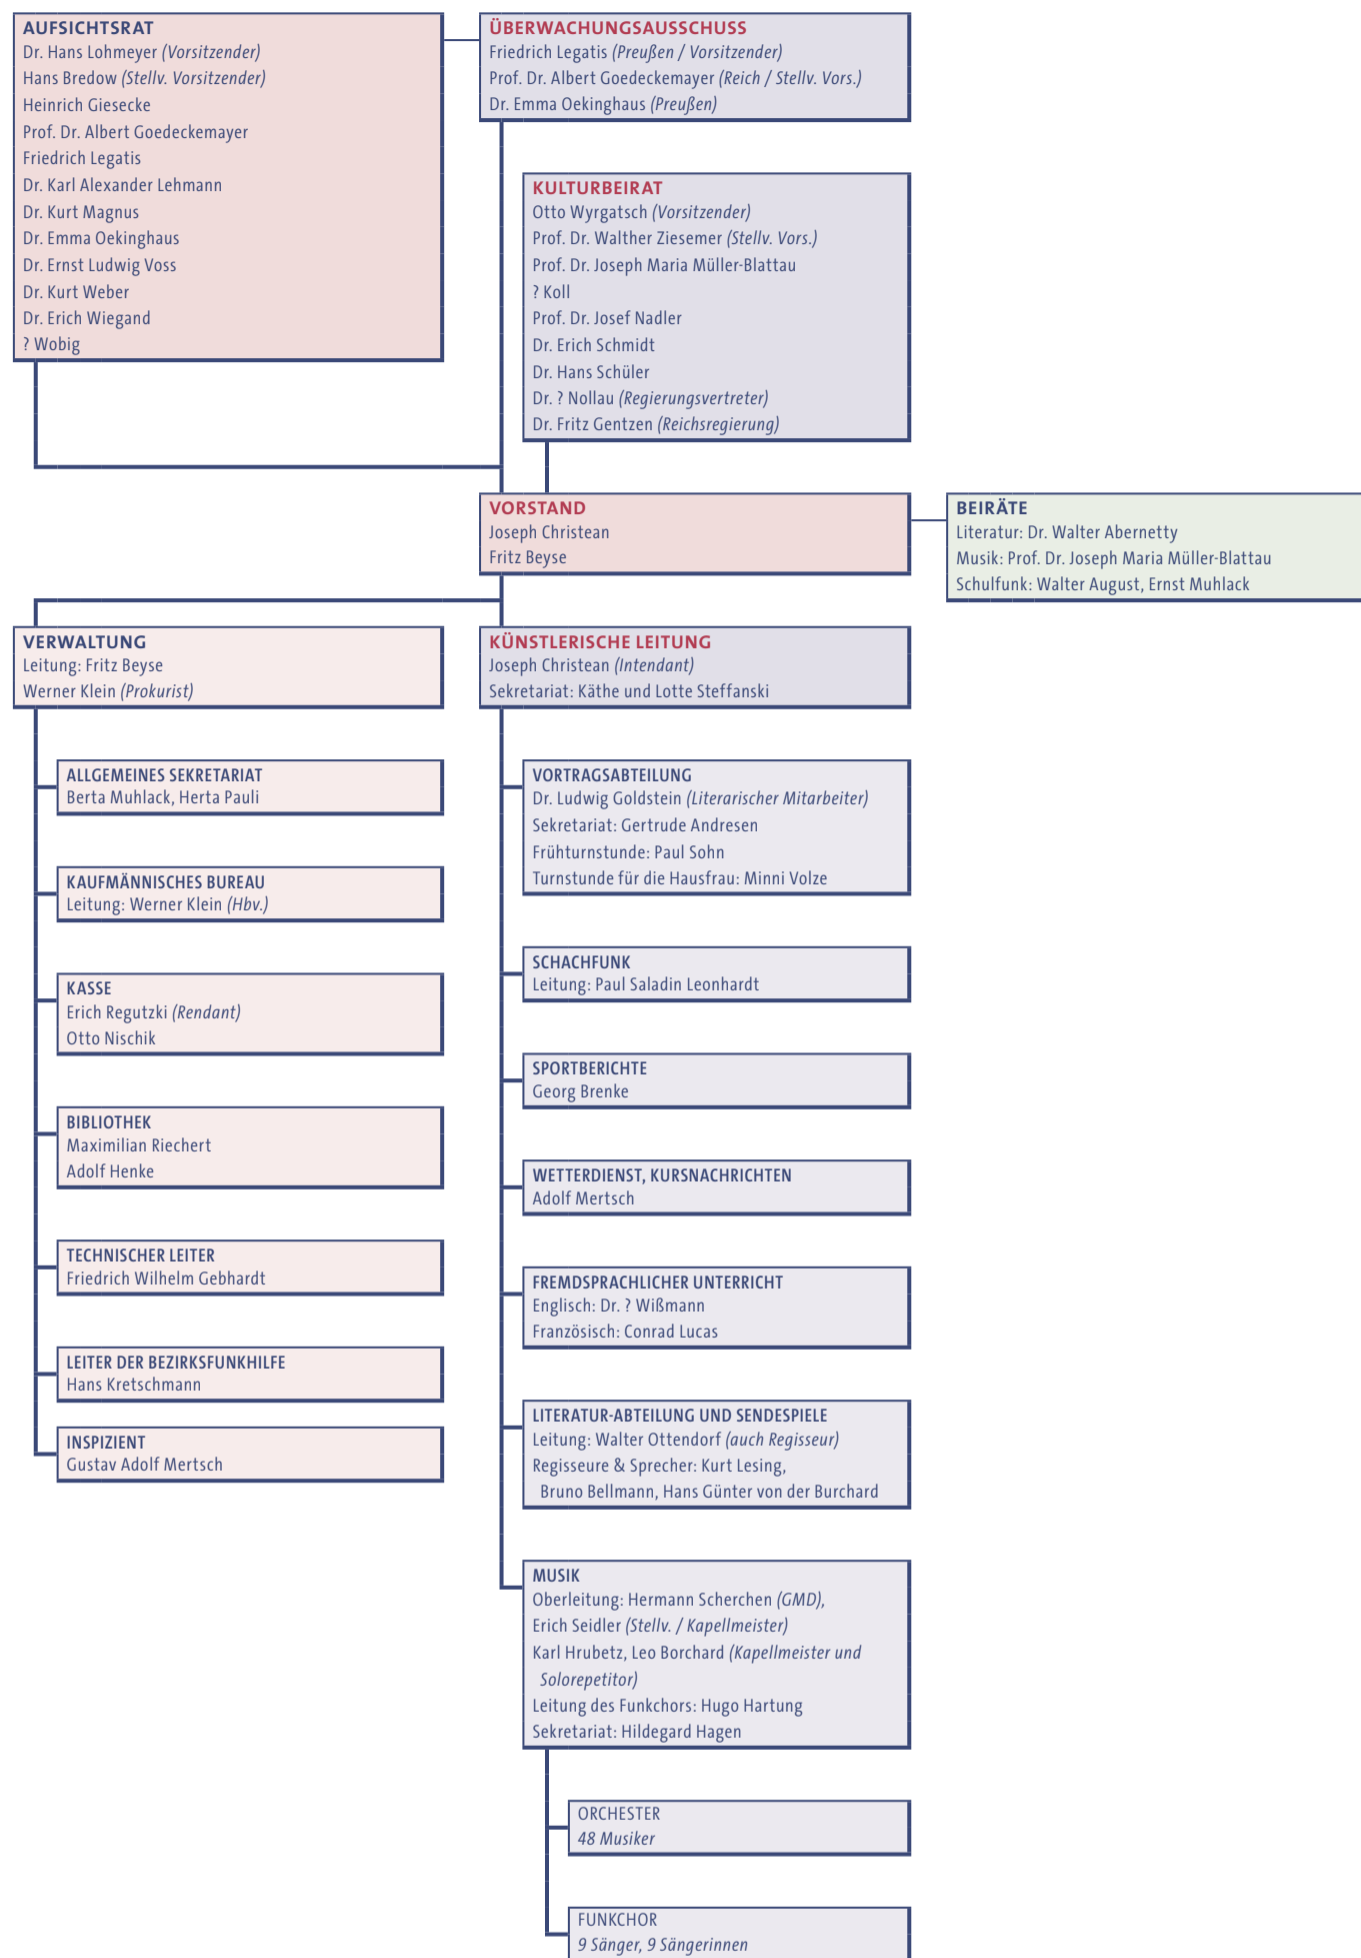 AUFSICHTSRAT
Dr. Hans Lohmeyer (Vorsitzender)
Hans Bredow (Stellv. Vorsitzender)
Heinrich Giesecke
Prof. Dr. Albert Goedeckemayer
Friedrich Legatis
Dr. Karl Alexander Lehmann
Dr. Kurt Magnus
Dr. Emma Oekinghaus
Dr. Ernst Ludwig Voss
Dr. Kurt Weber
Dr. Erich Wiegand
? Wobig
ÜBERWACHUNGSAUSSCHUSS
Friedrich Legatis (Preußen / Vorsitzender)
Prof. Dr. Albert Goedeckemayer (Reich / Stellv. Vors.)
Dr. Emma Oekinghaus (Preußen)
KULTURBEIRAT
Otto Wyrgatsch (Vorsitzender)
Prof. Dr. Walther Ziesemer (Stellv. Vors.)
Prof. Dr. Joseph Maria Müller-Blattau
? Koll
Prof. Dr. Josef Nadler
Dr. Erich Schmidt
Dr. Hans Schüler
Dr. ? Nollau (Regierungsvertreter)
Dr. Fritz Gentzen (Reichsregierung)
VORSTAND
Joseph Christean
Fritz Beyse
BEIRÄTE
Literatur: Dr. Walter Abernetty
Musik: Prof. Dr. Joseph Maria Müller-Blattau
Schulfunk: Walter August, Ernst Muhlack
VERWALTUNG
Leitung: Fritz Beyse
Werner Klein (Prokurist)
ALLGEMEINES SEKRETARIAT
Berta Muhlack, Herta Pauli
KAUFMÄNNISCHES BUREAU
Leitung: Werner Klein (Hbv.)
KASSE
Erich Regutzki (Rendant)
Otto Nischik
BIBLIOTHEK
Maximilian Riechert
Adolf Henke
TECHNISCHER LEITER
Friedrich Wilhelm Gebhardt
LEITER DER BEZIRKSFUNKHILFE
Hans Kretschmann
INSPIZIENT
Gustav Adolf Mertsch
KÜNSTLERISCHE LEITUNG
Joseph Christean (Intendant)
Sekretariat: Käthe und Lotte Steffanski
VORTRAGSABTEILUNG
Dr. Ludwig Goldstein (Literarischer Mitarbeiter)
Sekretariat: Gertrude Andresen
Frühturnstunde: Paul Sohn
Turnstunde für die Hausfrau: Minni Volze
SCHACHFUNK
Leitung: Paul Saladin Leonhardt
SPORTBERICHTE
Georg Brenke
WETTERDIENST, KURSNACHRICHTEN
Adolf Mertsch
FREMDSPRACHLICHER UNTERRICHT
Englisch: Dr. ? Wißmann
Französisch: Conrad Lucas
LITERATUR-ABTEILUNG UND SENDESPIELE
Leitung: Walter Ottendorf (auch Regisseur)
Regisseure & Sprecher: Kurt Lesing,
Bruno Bellmann, Hans Günter von der Burchard
MUSIK
Oberleitung: Hermann Scherchen (GMD),
Erich Seidler (Stellv. / Kapellmeister)
Karl Hrubetz, Leo Borchard (Kapellmeister und
Solorepetitor)
Leitung des Funkchors: Hugo Hartung
Sekretariat: Hildegard Hagen
ORCHESTER
48 Musiker
FUNKCHOR
9 Sänger, 9 Sängerinnen